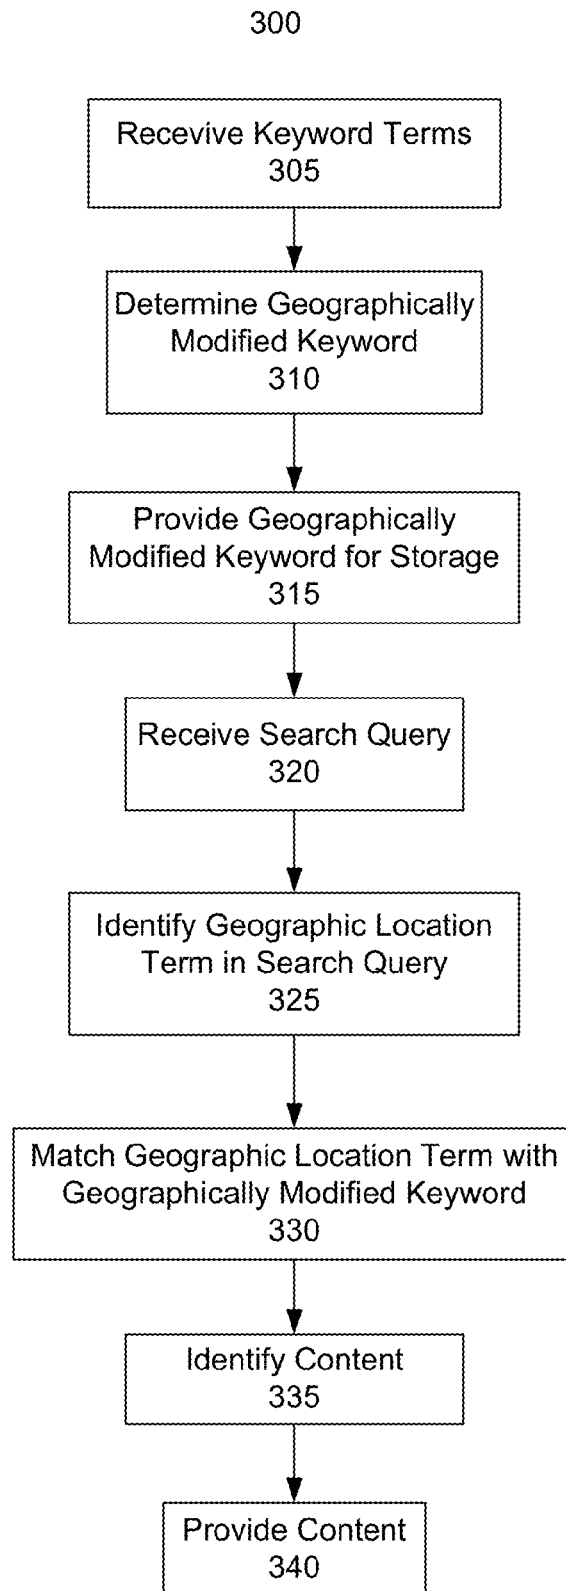 300
Recevive Keyword Terms
305
Determine Geographically
Modified Keyword
310
Provide Geographically
Modified Keyword for Storage
315
Receive Search Query
320
Identify Geographic Location
Term in Search Query
325
Match Geographic Location Term with
Geographically Modified Keyword
330
Identify Content
335
Provide Content
340